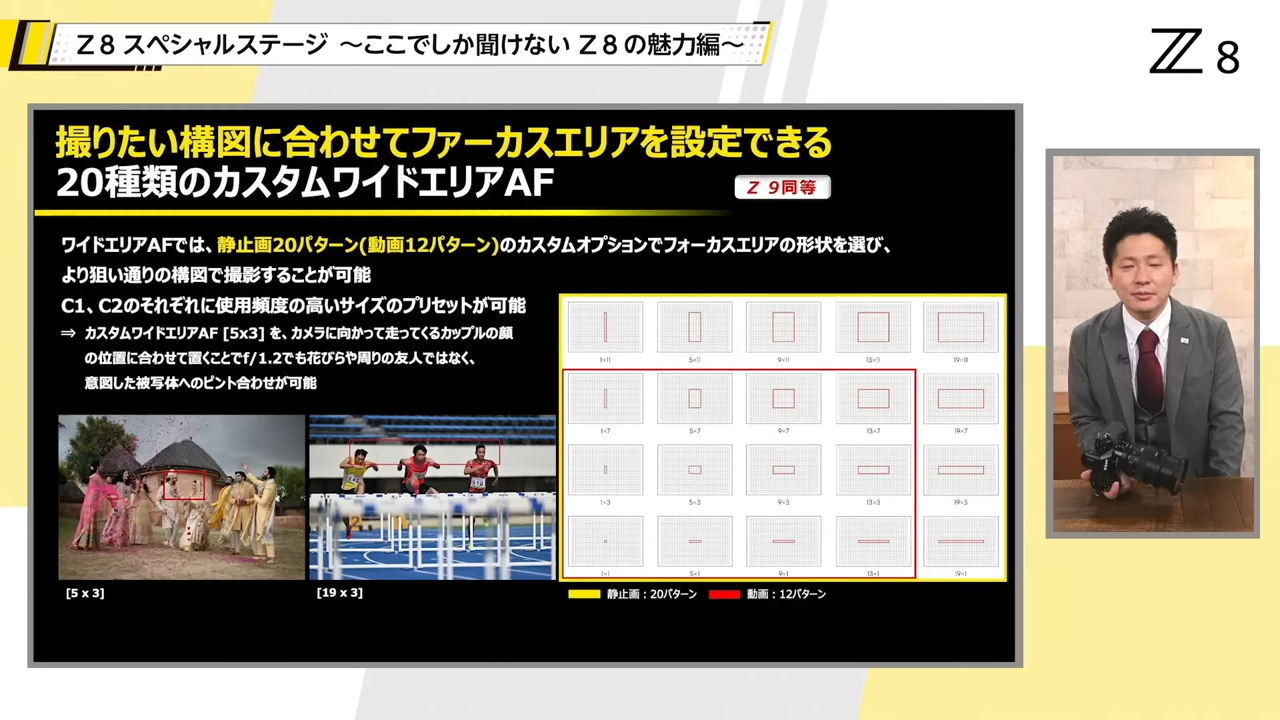 Z 8 スペシャルステージ ～ここでしか聞けない Z 8 の魅力編～
Z 8
撮りたい構図に合わせてファーカスエリアを設定できる
20種類のカスタムワイドエリアAF
Z 9同等
ワイドエリアAFでは、静止画20パターン(動画12パターン)のカスタムオプションでフォーカスエリアの形状を選び、
より狙い通りの構図で撮影することが可能
C1、C2のそれぞれに使用頻度の高いサイズのプリセットが可能
⇒ カスタムワイドエリアAF [5x3] を、カメラに向かって走ってくるカップルの顔
の位置に合わせて置くことでf/1.2でも花びらや周りの友人ではなく、
意図した被写体へのピント合わせが可能
1×11 5×11 9×11 13×11 19×11
1×7 5×7 9×7 13×7 19×7
1×3 5×3 9×3 13×3 19×3
1×1 5×1 9×1 13×1 19×1
[5 x 3] [19 x 3]
静止画：20パターン 動画：12パターン